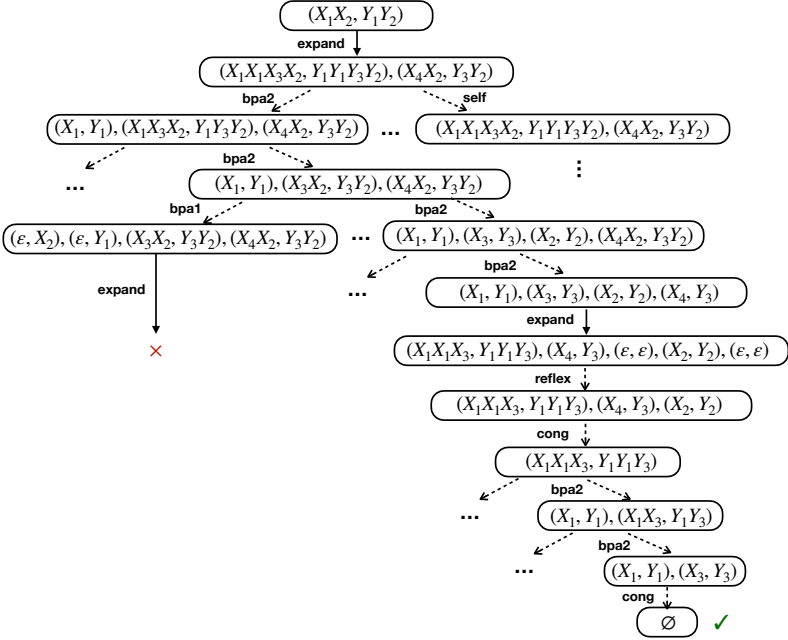 (X₁X₂, Y₁Y₂)
expand
(X₁X₁X₃X₂, Y₁Y₁Y₃Y₂), (X₄X₂, Y₃Y₂)
bpa2 self
(X₁, Y₁), (X₁X₃X₂, Y₁Y₃Y₂), (X₄X₂, Y₃Y₂) ... (X₁X₁X₃X₂, Y₁Y₁Y₃Y₂), (X₄X₂, Y₃Y₂)
bpa2 ⋮
... (X₁, Y₁), (X₃X₂, Y₃Y₂), (X₄X₂, Y₃Y₂)
bpa1 bpa2
(ε, X₂), (ε, Y₁), (X₃X₂, Y₃Y₂), (X₄X₂, Y₃Y₂) ... (X₁, Y₁), (X₃, Y₃), (X₂, Y₂), (X₄X₂, Y₃Y₂)
bpa2
expand ... (X₁, Y₁), (X₃, Y₃), (X₂, Y₂), (X₄, Y₃)
expand
× (X₁X₁X₃, Y₁Y₁Y₃), (X₄, Y₃), (ε, ε), (X₂, Y₂), (ε, ε)
reflex
(X₁X₁X₃, Y₁Y₁Y₃), (X₄, Y₃), (X₂, Y₂)
cong
(X₁X₁X₃, Y₁Y₁Y₃)
bpa2
... (X₁, Y₁), (X₁X₃, Y₁Y₃)
bpa2
... (X₁, Y₁), (X₃, Y₃)
cong
∅ ✓